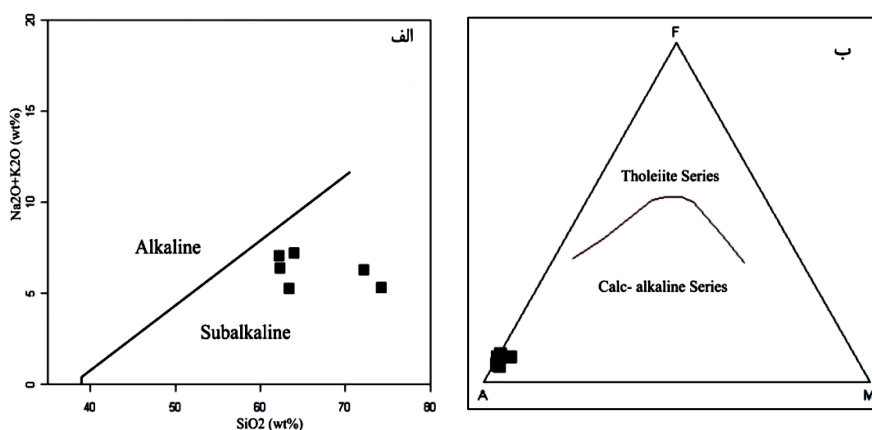 الف
20
15
10
5
0
Na2O+K2O (wt%)
Alkaline
Subalkaline
40 50 60 70 80
SiO2 (wt%)
ب
F
Tholeiite Series
Calc- alkaline Series
A M